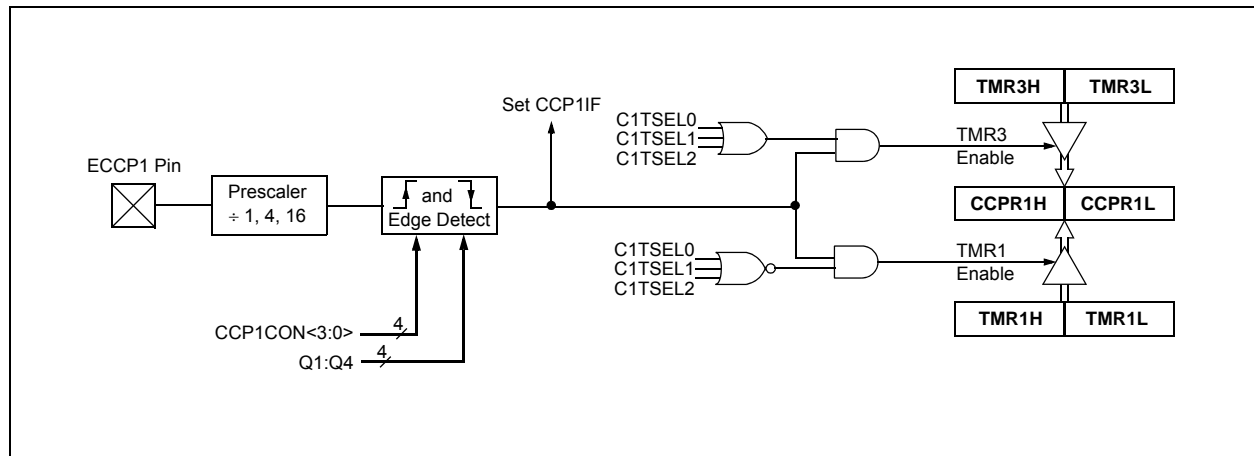 ECCP1 Pin
Prescaler
÷ 1, 4, 16
and
Edge Detect
CCP1CON<3:0>
4
Q1:Q4
4
Set CCP1IF
C1TSEL0
C1TSEL1
C1TSEL2
C1TSEL0
C1TSEL1
C1TSEL2
TMR3
Enable
TMR1
Enable
TMR3H TMR3L
CCPR1H CCPR1L
TMR1H TMR1L